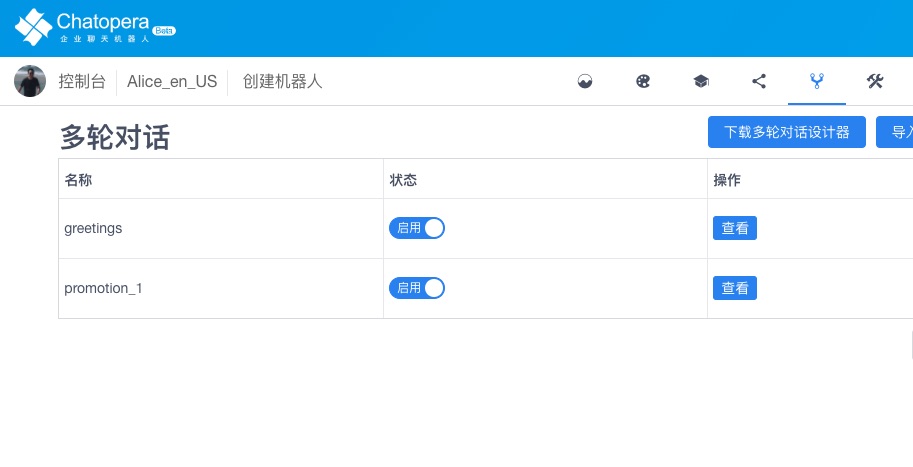 Chatopera Beta
企业聊天机器人
控制台 Alice_en_US 创建机器人
多轮对话 下载多轮对话设计器 导入
名称 状态 操作
greetings 启用 查看
promotion_1 启用 查看